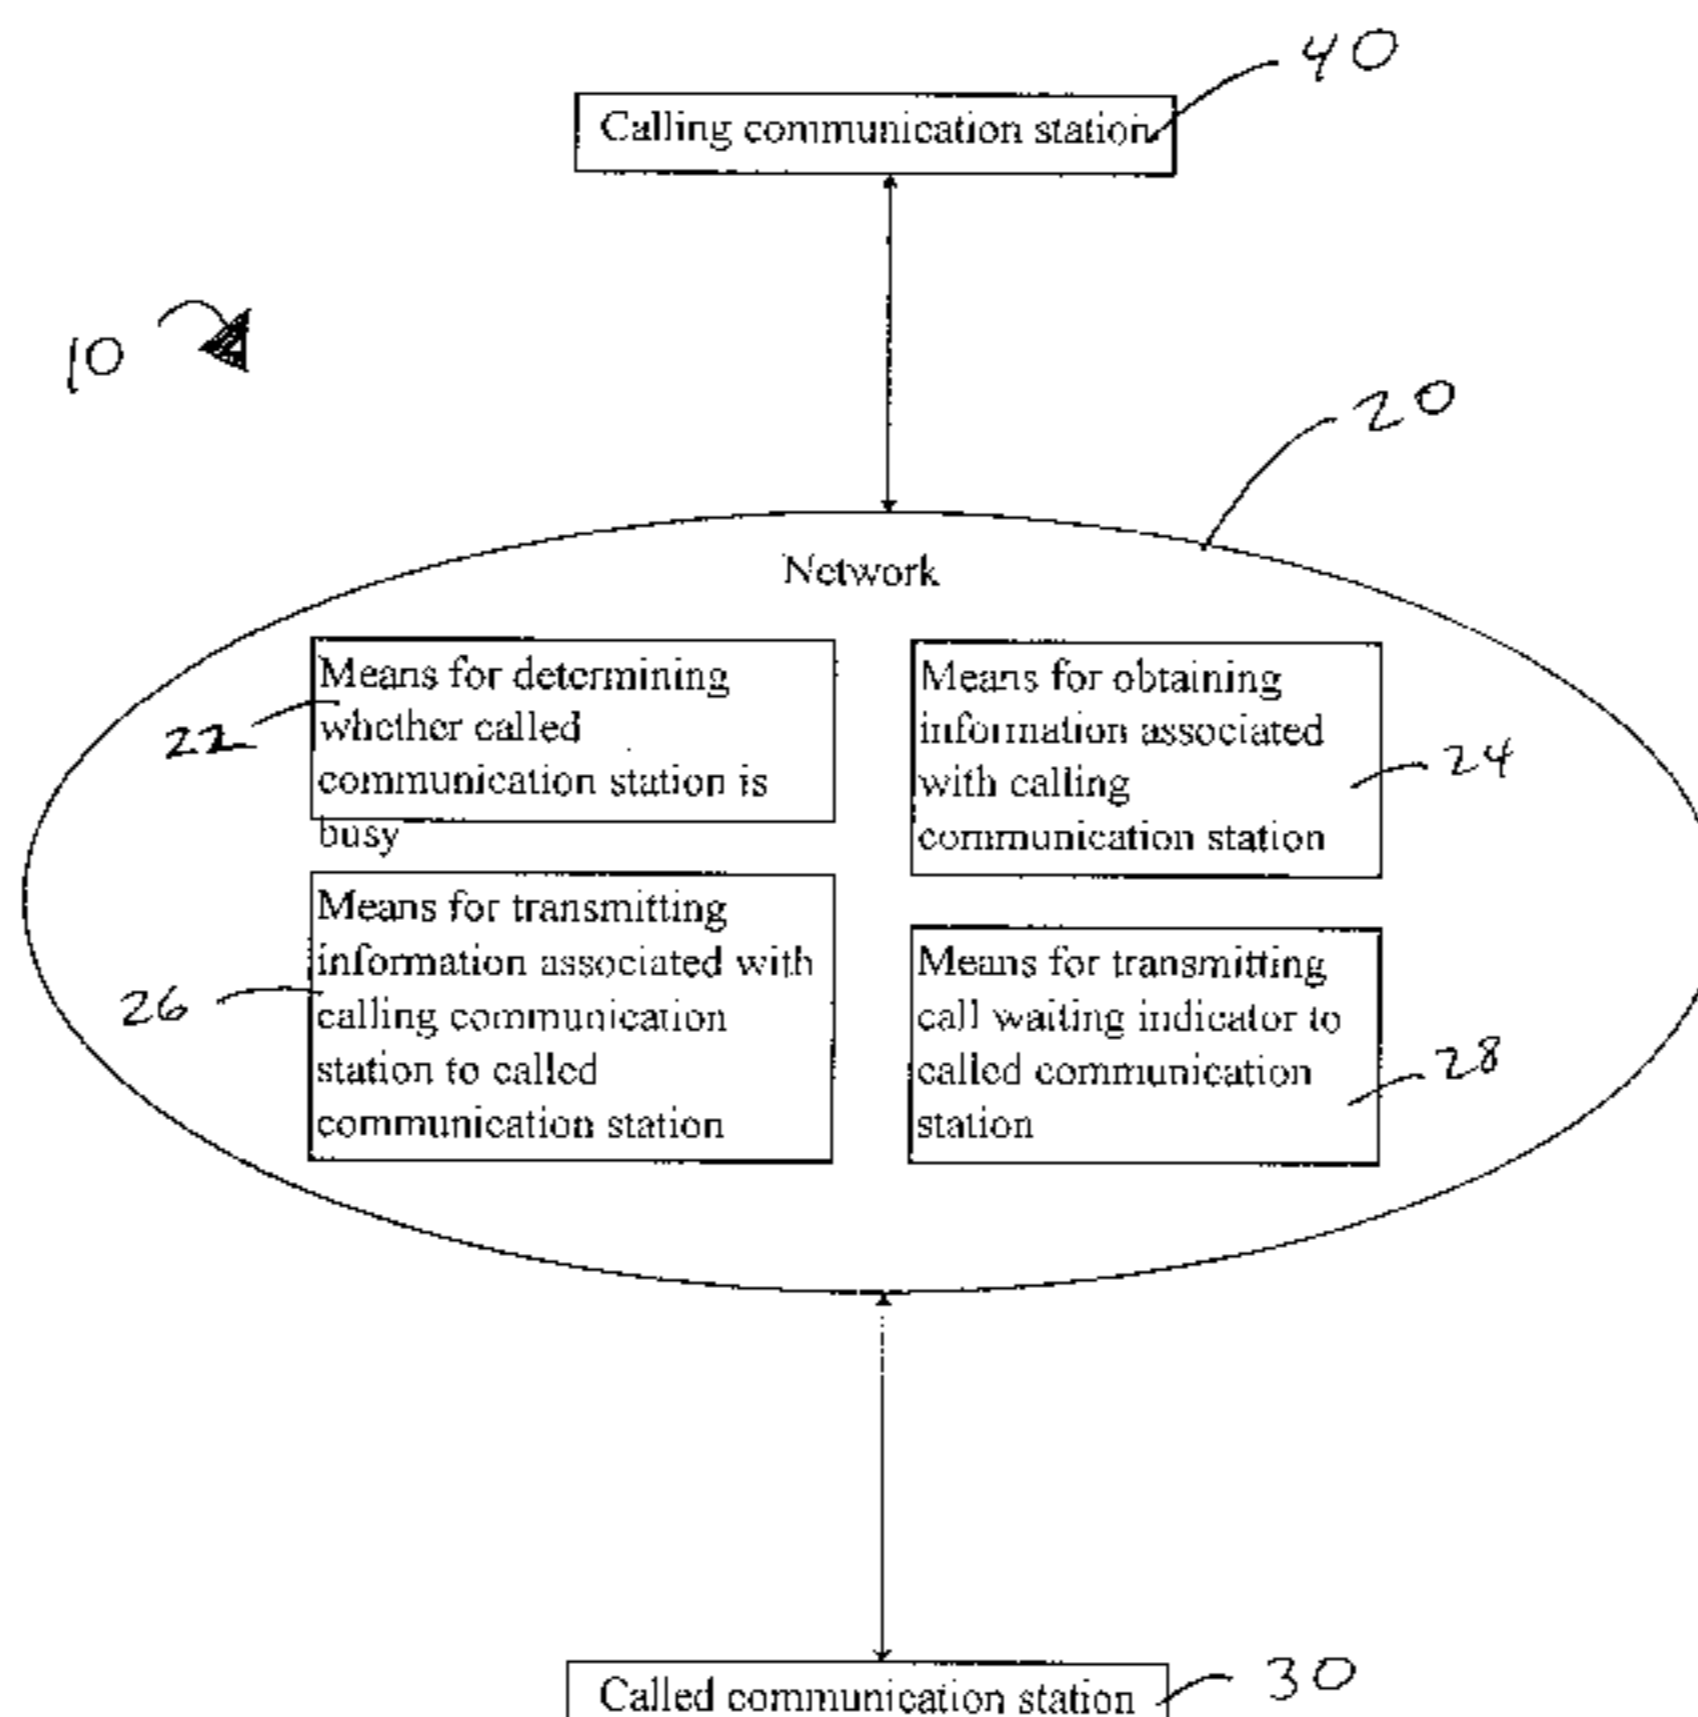 40
Calling communication station
10
20
Network
Means for determining
whether called
communication station is
busy
22
Means for obtaining
information associated
with calling
communication station
24
Means for transmitting
information associated with
calling communication
station to called
communication station
26
Means for transmitting
call waiting indicator to
called communication
station
28
Called communication station
30